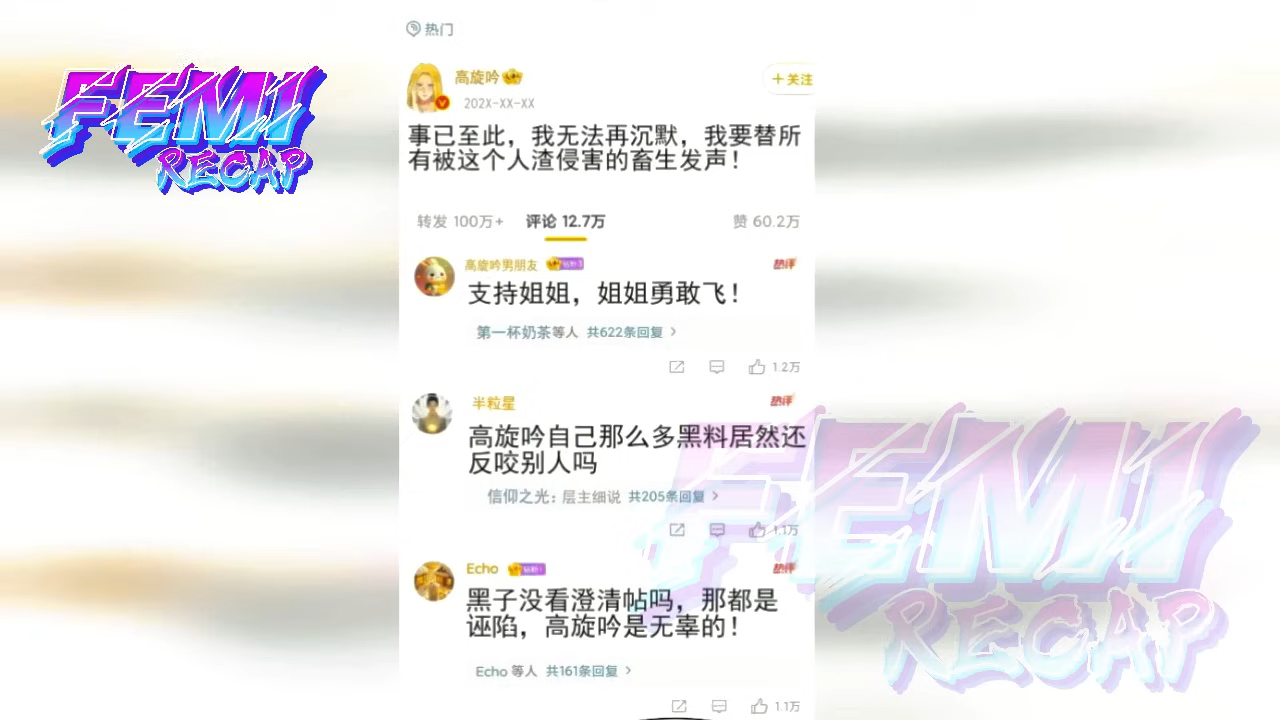 FEMI
RECAP
热门
高旋吟
+关注
202X-XX-XX
事已至此，我无法再沉默，我要替所
有被这个人渣侵害的畜生发声！
转发 100万+ 评论 12.7万 赞 60.2万
高旋吟男朋友
热评
支持姐姐，姐姐勇敢飞！
第一杯奶茶等人 共622条回复 >
1.2万
半粒星
热评
高旋吟自己那么多黑料居然还
反咬别人吗
信仰之光：层主细说 共205条回复 >
1.1万
Echo
热评
黑子没看澄清帖吗，那都是
诬陷，高旋吟是无辜的！
Echo 等人 共161条回复 >
1.1万
FEMI
RECAP